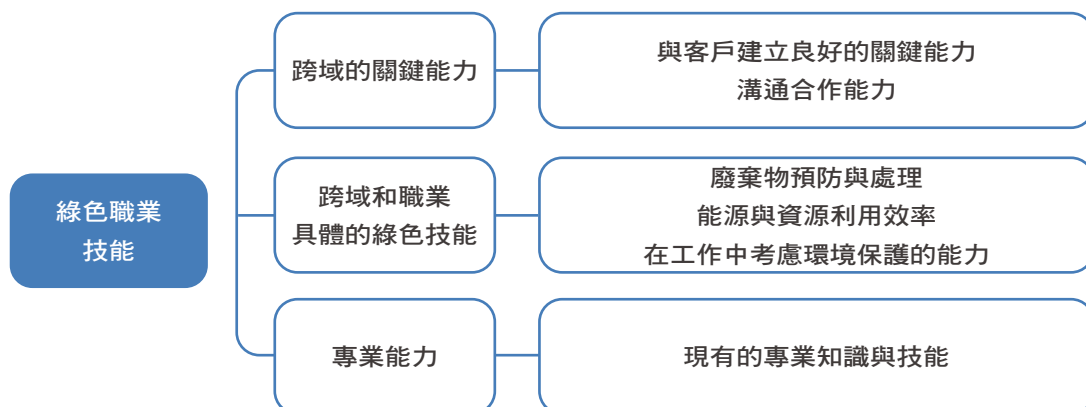 綠色職業
技能
跨域的關鍵能力
與客戶建立良好的關鍵能力
溝通合作能力
跨域和職業
具體的綠色技能
廢棄物預防與處理
能源與資源利用效率
在工作中考慮環境保護的能力
專業能力
現有的專業知識與技能